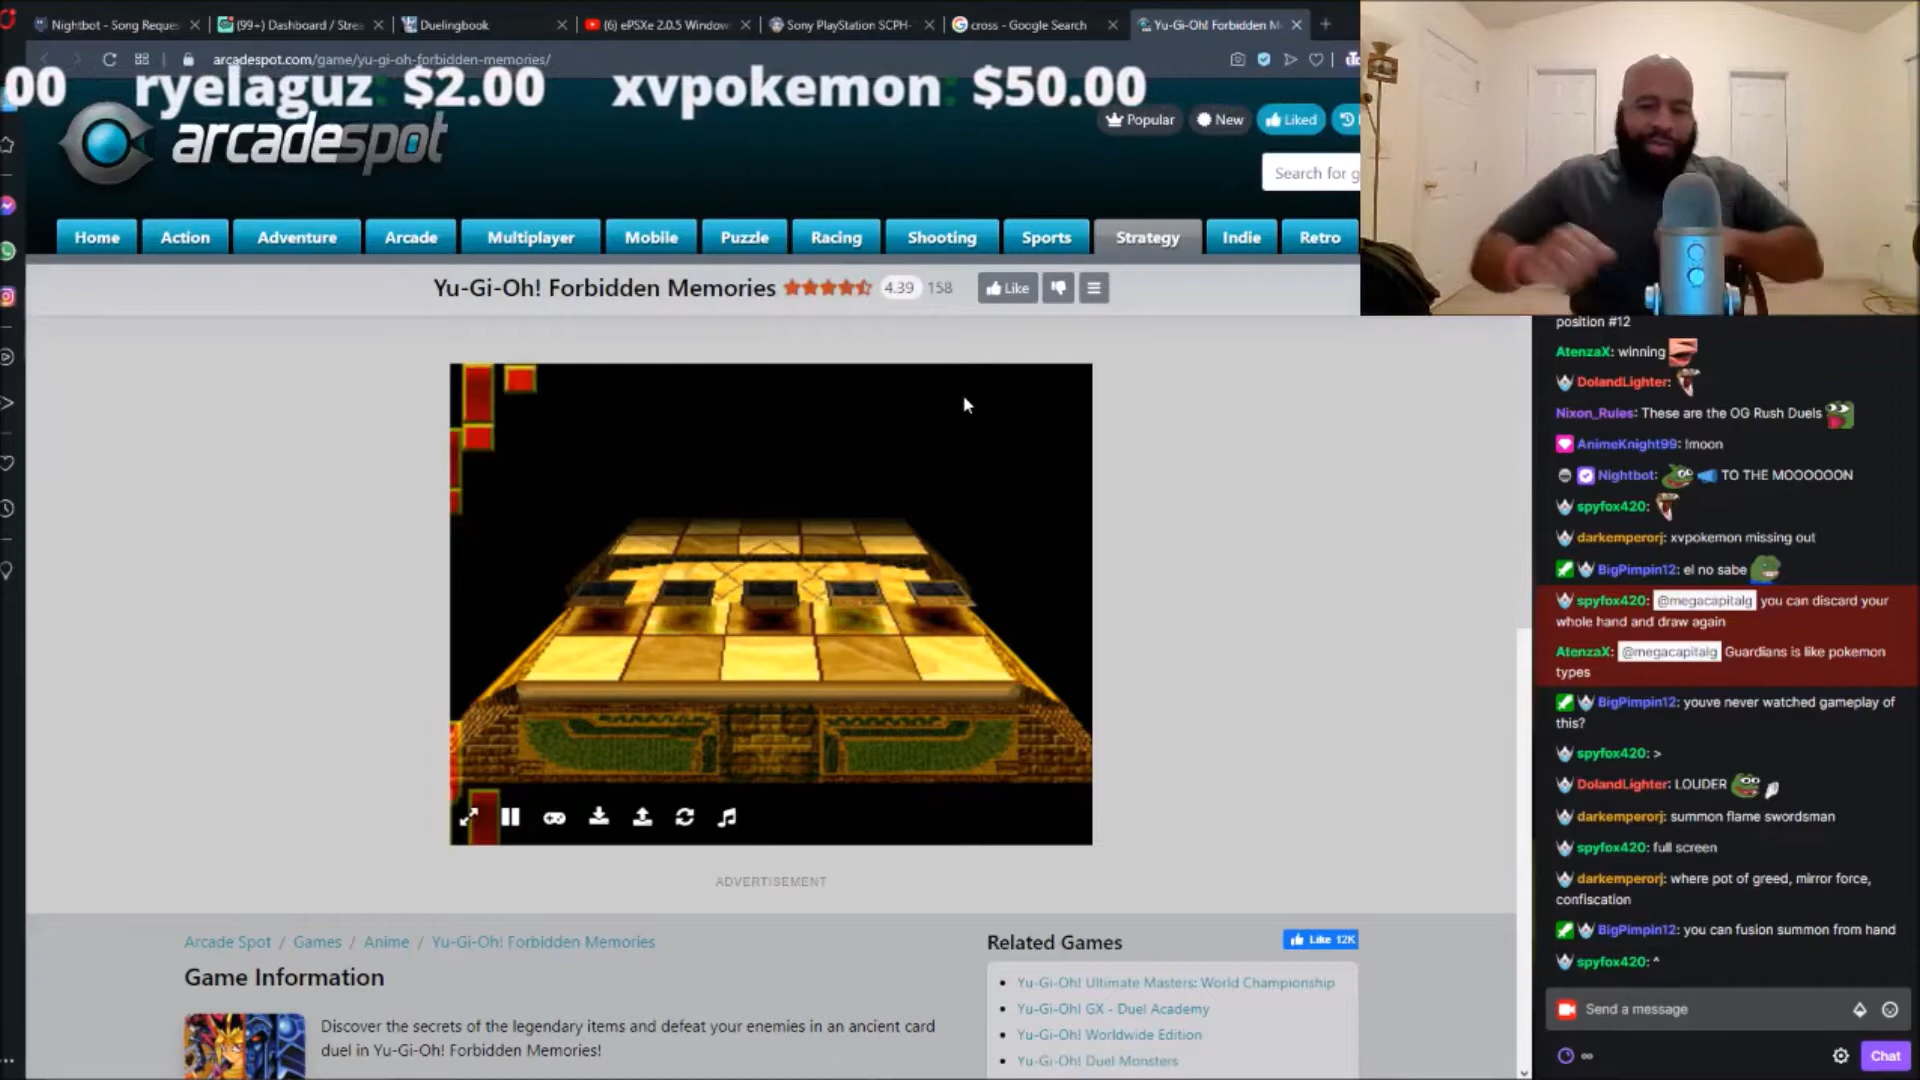 Nightbot - Song Reques
(99+) Dashboard / Strea
Duelingbook
(6) ePSXe 2.0.5 Window
Sony PlayStation SCPH-
cross - Google Search
Yu-Gi-Oh! Forbidden M
arcadespot.com/game/yu-gi-oh-forbidden-memories/
00 ryelaguz: $2.00 xvpokemon: $50.00
arcadespot
Popular
New
Liked
Search for g
Home
Action
Adventure
Arcade
Multiplayer
Mobile
Puzzle
Racing
Shooting
Sports
Strategy
Indie
Retro
Yu-Gi-Oh! Forbidden Memories 4.39 158 Like
ADVERTISEMENT
Arcade Spot / Games / Anime / Yu-Gi-Oh! Forbidden Memories
Game Information
Discover the secrets of the legendary items and defeat your enemies in an ancient card
duel in Yu-Gi-Oh! Forbidden Memories!
Related Games
Like 12K
Yu-Gi-Oh! Ultimate Masters: World Championship
Yu-Gi-Oh! GX - Duel Academy
Yu-Gi-Oh! Worldwide Edition
Yu-Gi-Oh! Duel Monsters
position #12
AtenzaX: winning
DolandLighter:
Nixon_Rules: These are the OG Rush Duels
AnimeKnight99: !moon
Nightbot: TO THE MOOOOOON
spyfox420:
darkemperorj: xvpokemon missing out
BigPimpin12: el no sabe
spyfox420: @megacapitalg you can discard your
whole hand and draw again
AtenzaX: @megacapitalg Guardians is like pokemon
types
BigPimpin12: youve never watched gameplay of
this?
spyfox420: >
DolandLighter: LOUDER
darkemperorj: summon flame swordsman
spyfox420: full screen
darkemperorj: where pot of greed, mirror force,
confiscation
BigPimpin12: you can fusion summon from hand
spyfox420: ^
Send a message
Chat